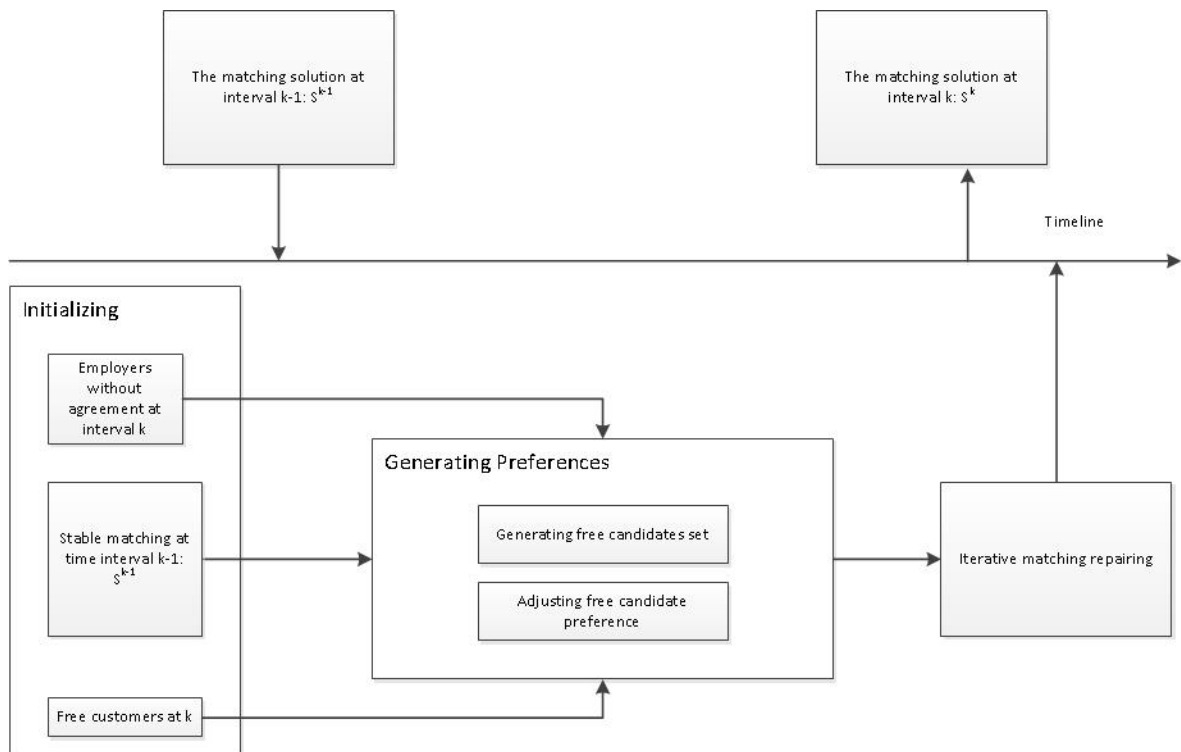 The matching solution at
interval k-1: S^k-1
The matching solution at
interval k: S^k
Timeline
Initializing
Employers
without
agreement at
interval k
Stable matching at
time interval k-1:
S^k-1
Free customers at k
Generating Preferences
Generating free candidates set
Adjusting free candidate
preference
Iterative matching repairing